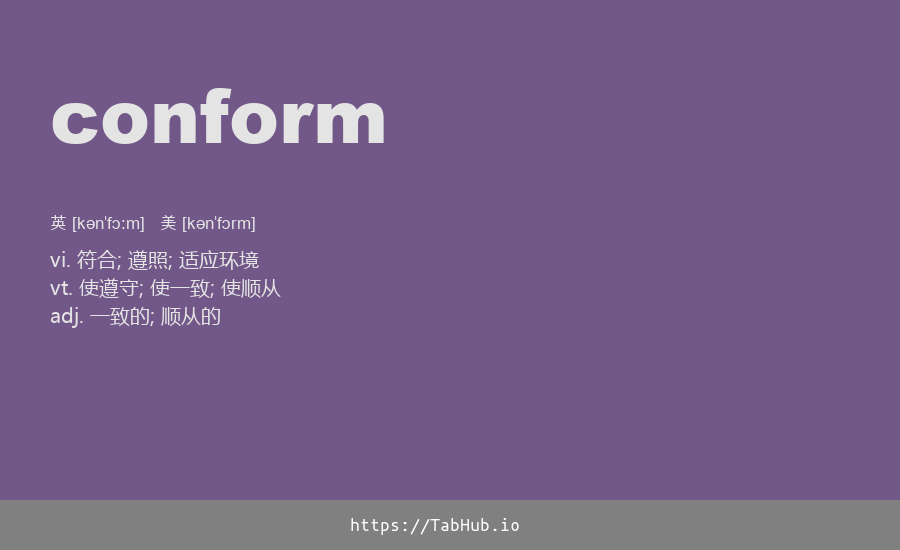 conform
英 [kən'fɔːm] 美 [kən'fɔrm]
vi. 符合; 遵照; 适应环境
vt. 使遵守; 使一致; 使顺从
adj. 一致的; 顺从的
https://TabHub.io